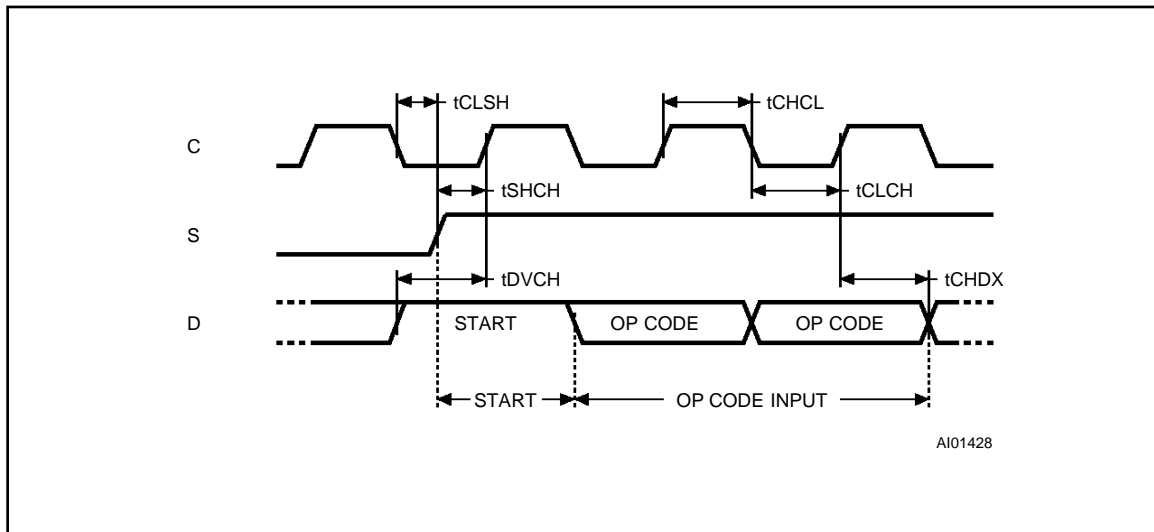 tCLSH
tCHCL
C
tSHCH
tCLCH
S
tDVCH
tCHDX
D
START
OP CODE
OP CODE
START
OP CODE INPUT
AI01428